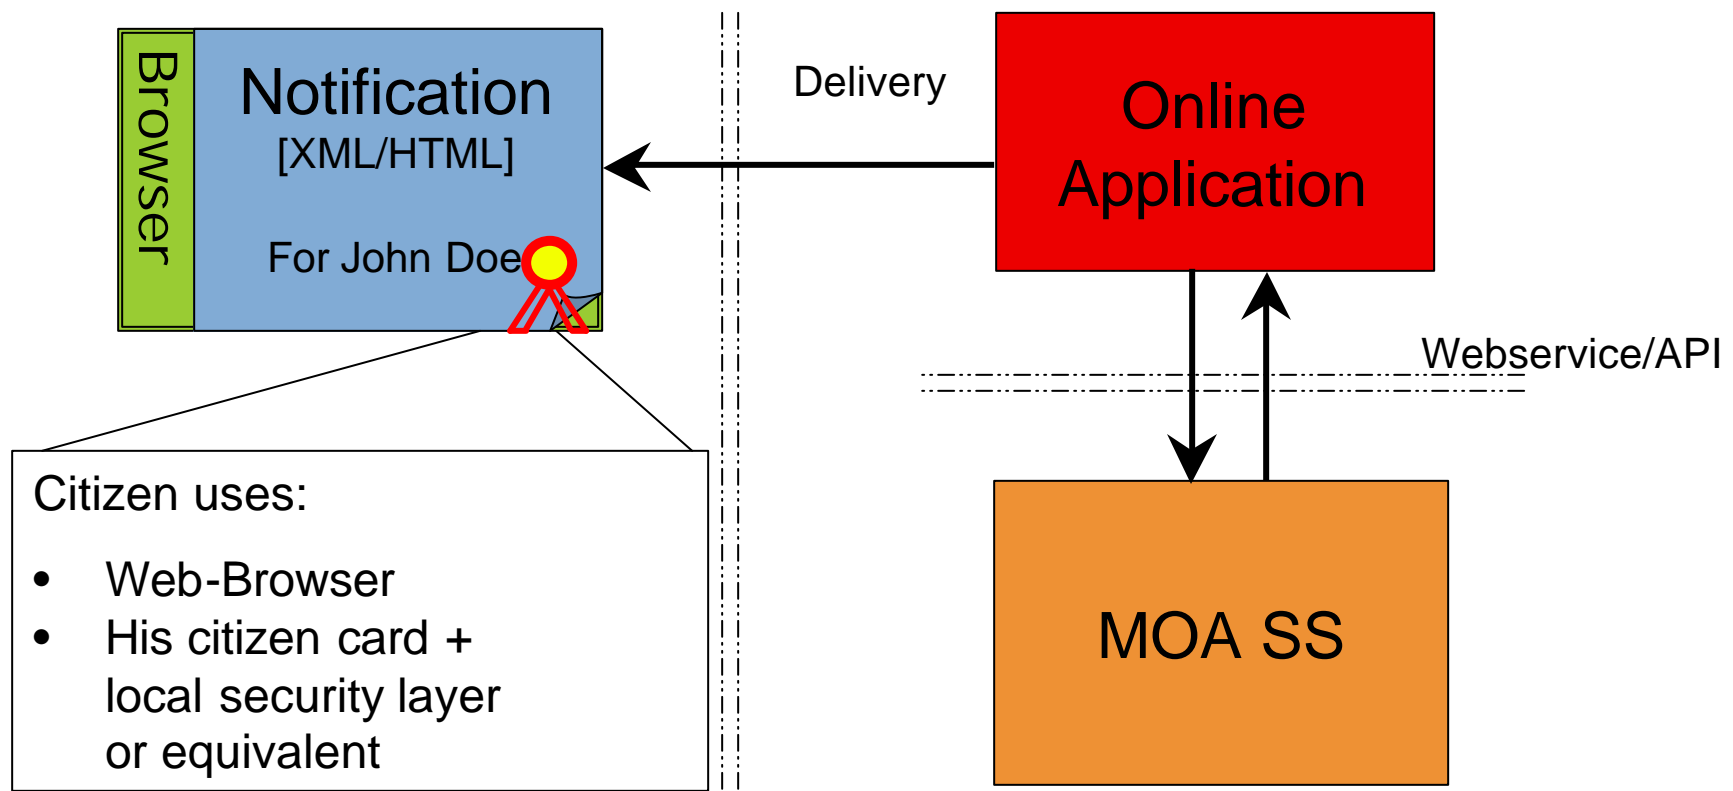 Browser
Notification
[XML/HTML]
For John Doe
Delivery
Online
Application
Webservice/API
MOA SS
Citizen uses:
• Web-Browser
• His citizen card +
local security layer
or equivalent